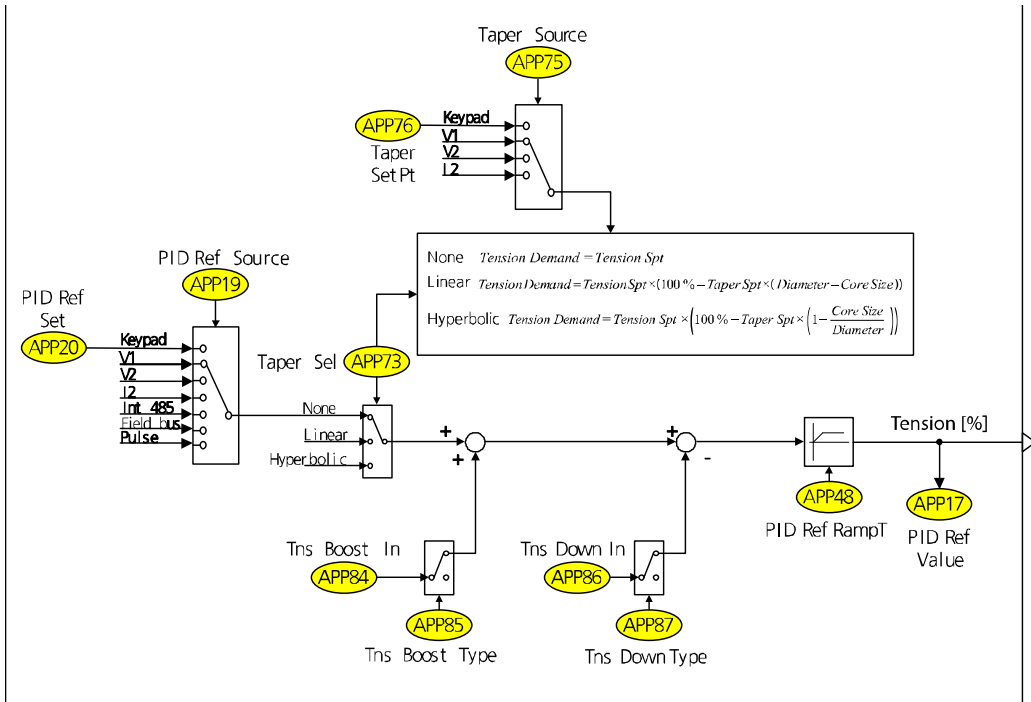 Taper Source
APP75
APP76
Keypad
V1
V2
I2
Taper
Set Pt
None Tension Demand = Tension Spt
Linear Tension Demand = Tension Spt × (100 % − Taper Spt × ( Diameter − Core Size))
Hyperbolic Tension Demand = Tension Spt × (100 % − Taper Spt × (1 − Core Size / Diameter))
PID Ref Source
APP19
PID Ref
Set
APP20
Keypad
V1
V2
I2
Int 485
Field bus
Pulse
Taper Sel APP73
None
Linear
Hyperbolic
+
+
+
-
Tension [%]
APP48
PID Ref RampT
APP17
PID Ref
Value
Tns Boost In
APP84
APP85
Tns Boost Type
Tns Down In
APP86
APP87
Tns Down Type